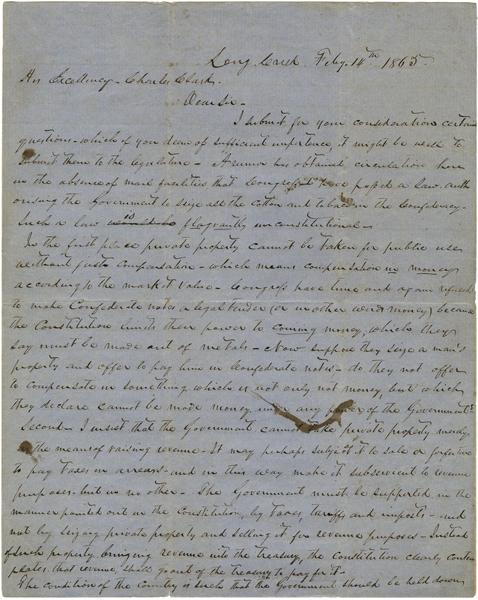 Long Creek Feby. 14th 1865.
His Excellency - Charles Clark
Dear Sir -
I submit for your consideration certain
questions - which if you deem of sufficient importance, it might be well to
submit them to the legislature - A rumor has obtained circulation here
in the absence of mail facilities that Congress have passed a law auth
orising the Government to seize all the cotton and tobacco in the Confederacy -
Such a law is flagrantly unconstitutional -
In the first place private property cannot be taken for public use
without just compensation - which means compensation in money
according to the market value - Congress have time and again refused
to make Confederate notes a legal tender (or in other words money) because
the Constitution limits their power to coining money, which they
say must be made out of metals - Now suppose they seize a man's
property and offer to pay him in Confederate notes - do they not offer
to compensate in something which is not only not money, but which
they declare cannot be made money any power of the Government?
Second - I insist that the Government cannot take private property merely
as the means of raising revenue - It may perhaps subject it to sale or forfeiture
to pay taxes in arrears - and in this way make it subservient to revenue
purposes - but in no other - The Government must be supported in the
manner pointed out in the Constitution, by taxes, tariffs and imposts - and
not by seizing private property and selling it for revenue purposes - Instead
of such property bringing revenue into the treasury, the Constitution clearly contem
plates, that revenue shall go out of the treasury to pay for it -
The condition of the Country is such that the Government should be held down